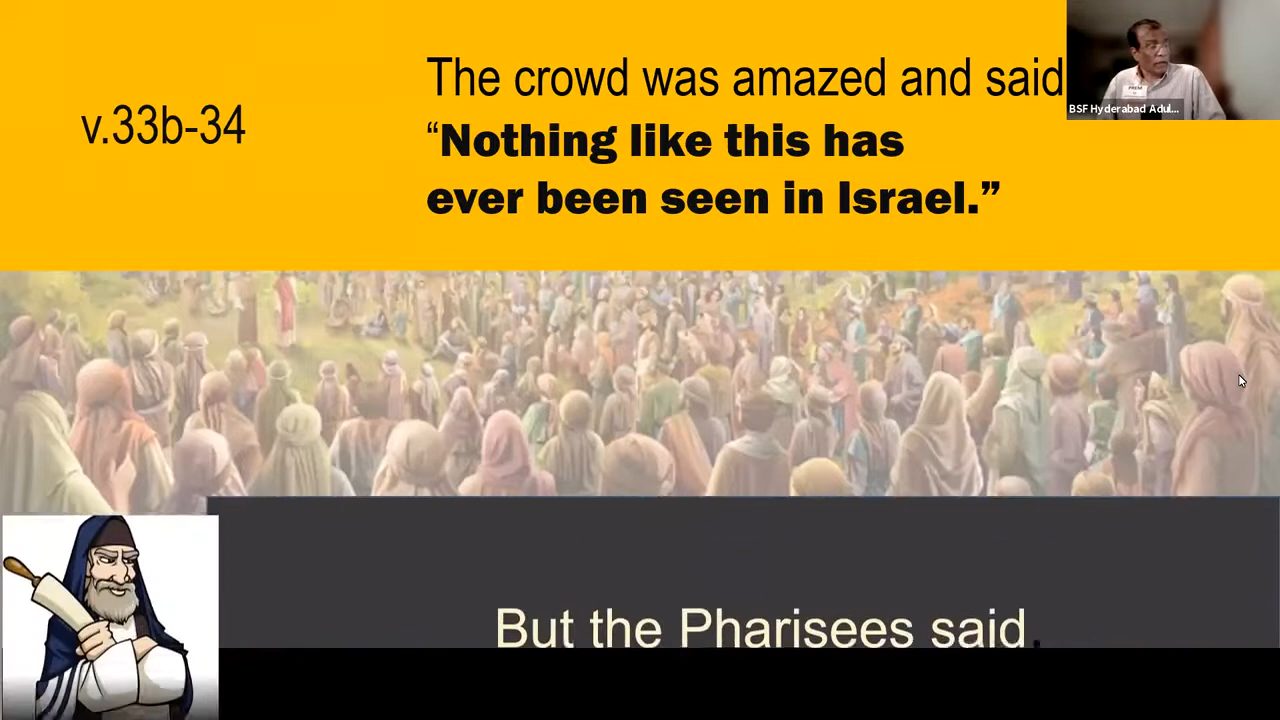 v.33b-34
The crowd was amazed and said
“Nothing like this has
ever been seen in Israel.”
BSF Hyderabad Adul...
PREM
But the Pharisees said.